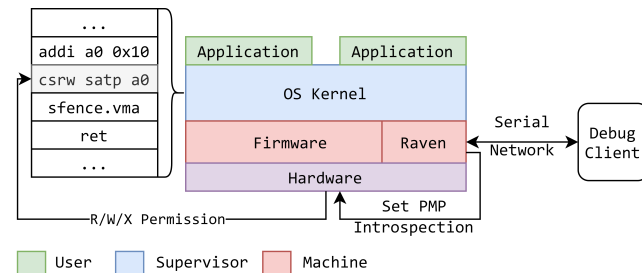 ...
addi a0 0x10
csrw satp a0
sfence.vma
ret
...
Application
Application
OS Kernel
Firmware
Raven
Hardware
Serial
Network
Debug
Client
R/W/X Permission
Set PMP
Introspection
User
Supervisor
Machine